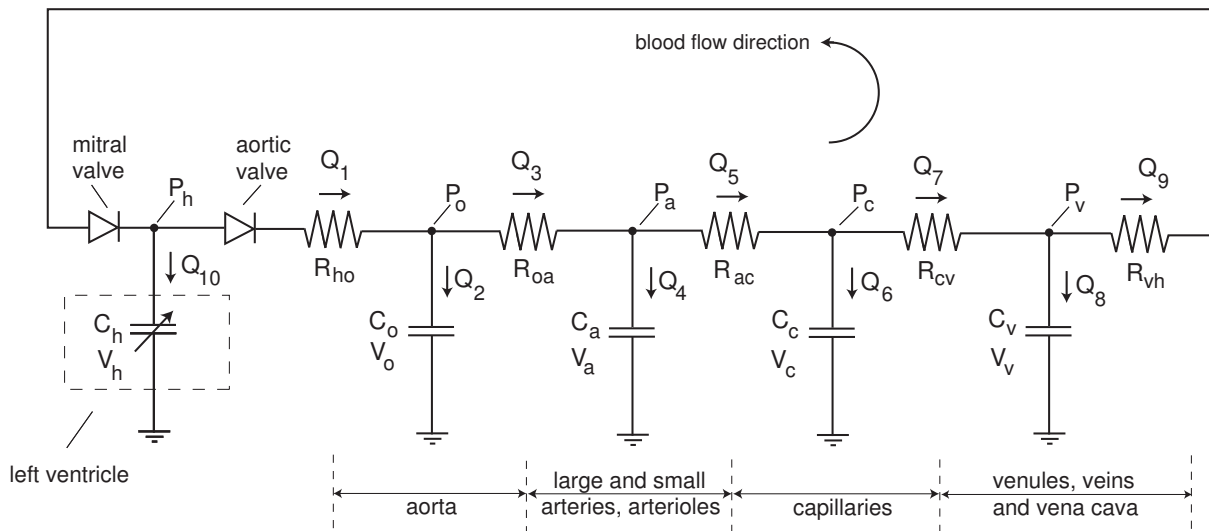 blood flow direction
mitral
valve
aortic
valve
Q1
Q3
Q5
Q7
Q9
Ph
Po
Pa
Pc
Pv
Rho
Roa
Rac
Rcv
Rvh
Q10
Q2
Q4
Q6
Q8
Ch
Vh
Co
Vo
Ca
Va
Cc
Vc
Cv
Vv
left ventricle
aorta
large and small
arteries, arterioles
capillaries
venules, veins
and vena cava